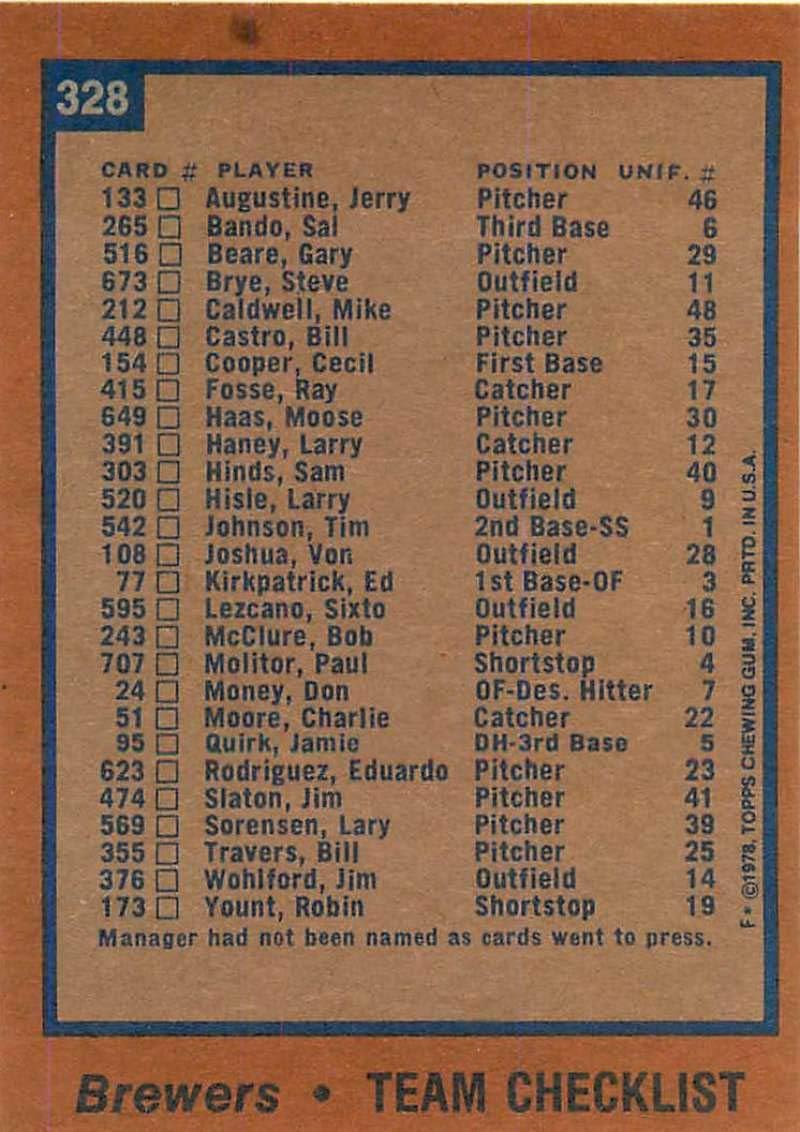 328
CARD # PLAYER POSITION UNIF. #
133 □ Augustine, Jerry Pitcher 46
265 □ Bando, Sal Third Base 6
516 □ Beare, Gary Pitcher 29
673 □ Brye, Steve Outfield 11
212 □ Caldwell, Mike Pitcher 48
448 □ Castro, Bill Pitcher 35
154 □ Cooper, Cecil First Base 15
415 □ Fosse, Ray Catcher 17
649 □ Haas, Moose Pitcher 30
391 □ Haney, Larry Catcher 12
303 □ Hinds, Sam Pitcher 40
520 □ Hisle, Larry Outfield 9
542 □ Johnson, Tim 2nd Base-SS 1
108 □ Joshua, Von Outfield 28
77 □ Kirkpatrick, Ed 1st Base-OF 3
595 □ Lezcano, Sixto Outfield 16
243 □ McClure, Bob Pitcher 10
707 □ Molitor, Paul Shortstop 4
24 □ Money, Don OF-Des. Hitter 7
51 □ Moore, Charlie Catcher 22
95 □ Quirk, Jamie DH-3rd Base 5
623 □ Rodriguez, Eduardo Pitcher 23
474 □ Slaton, Jim Pitcher 41
569 □ Sorensen, Lary Pitcher 39
355 □ Travers, Bill Pitcher 25
376 □ Wohlford, Jim Outfield 14
173 □ Yount, Robin Shortstop 19
Manager had not been named as cards went to press.
F* ©1978, TOPPS CHEWING GUM, INC. PRTD. IN U.S.A.
Brewers • TEAM CHECKLIST